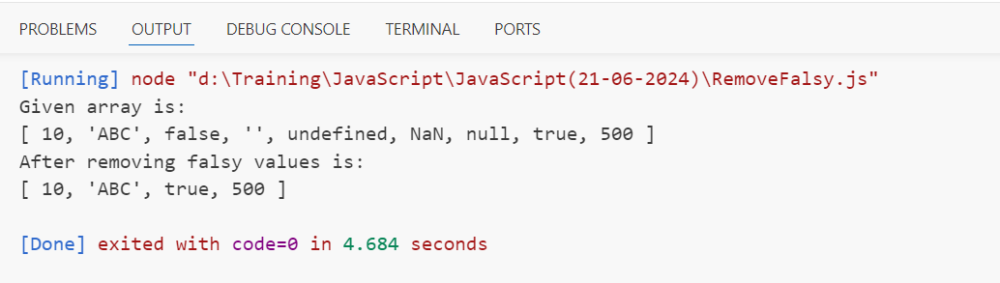 PROBLEMS OUTPUT DEBUG CONSOLE TERMINAL PORTS
[Running] node "d:\Training\JavaScript\JavaScript(21-06-2024)\RemoveFalsy.js"
Given array is:
[ 10, 'ABC', false, '', undefined, NaN, null, true, 500 ]
After removing falsy values is:
[ 10, 'ABC', true, 500 ]
[Done] exited with code=0 in 4.684 seconds